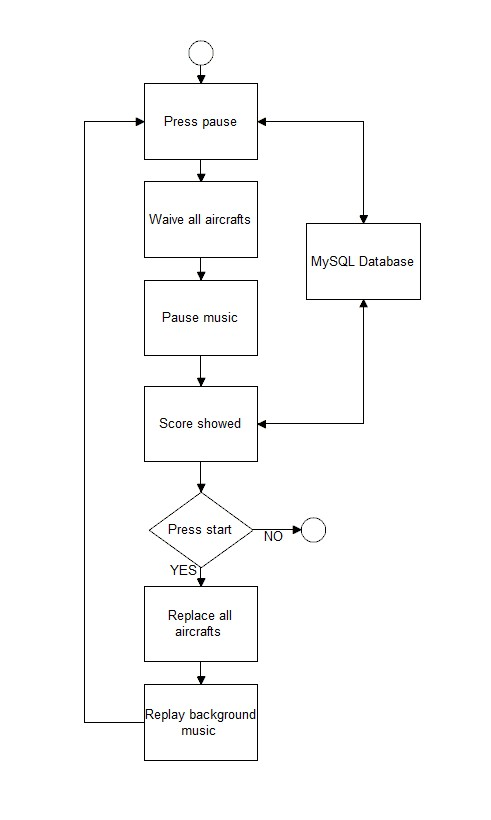 Press pause
Waive all aircrafts
MySQL Database
Pause music
Score showed
Press start
NO
YES
Replace all
aircrafts
Replay background
music